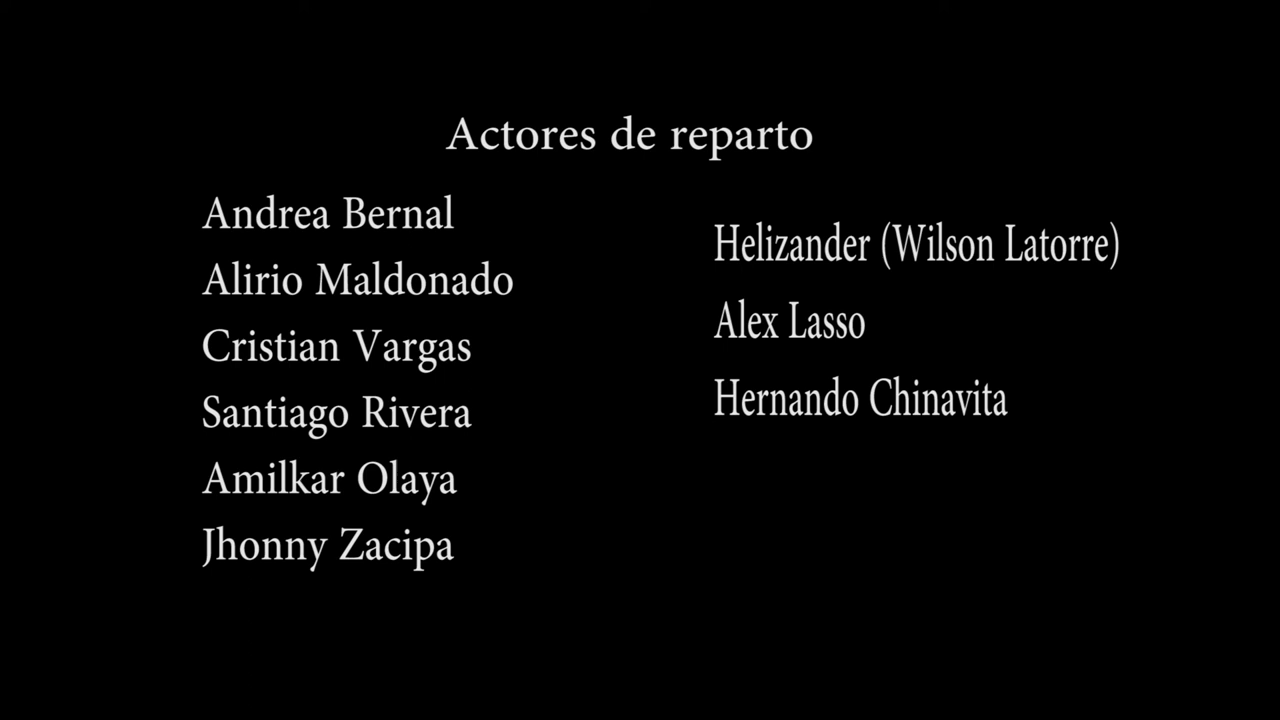 Actores de reparto
Andrea Bernal
Alirio Maldonado
Cristian Vargas
Santiago Rivera
Amilkar Olaya
Jhonny Zacipa
Helizander (Wilson Latorre)
Alex Lasso
Hernando Chinavita